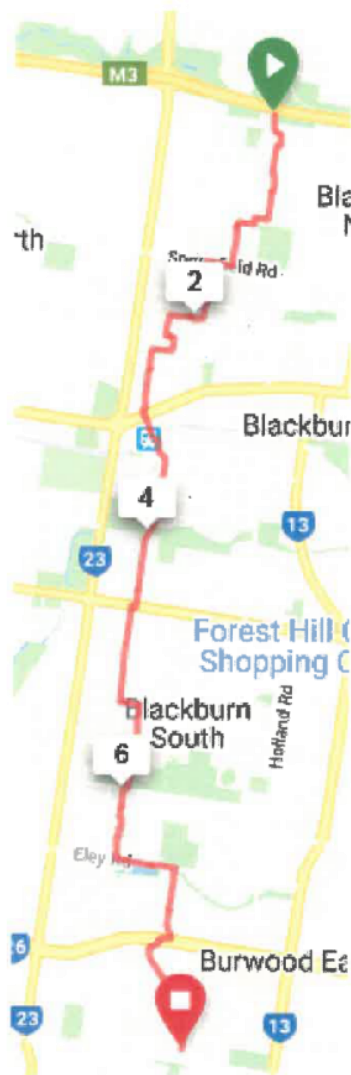 M3
Bla
N
rth
Springfield Rd
2
Blackbur
4
13
23
Forest Hill C
Shopping C
Blackburn
South
Holland Rd
6
Eley Rd
26
Burwood Ea
23
13